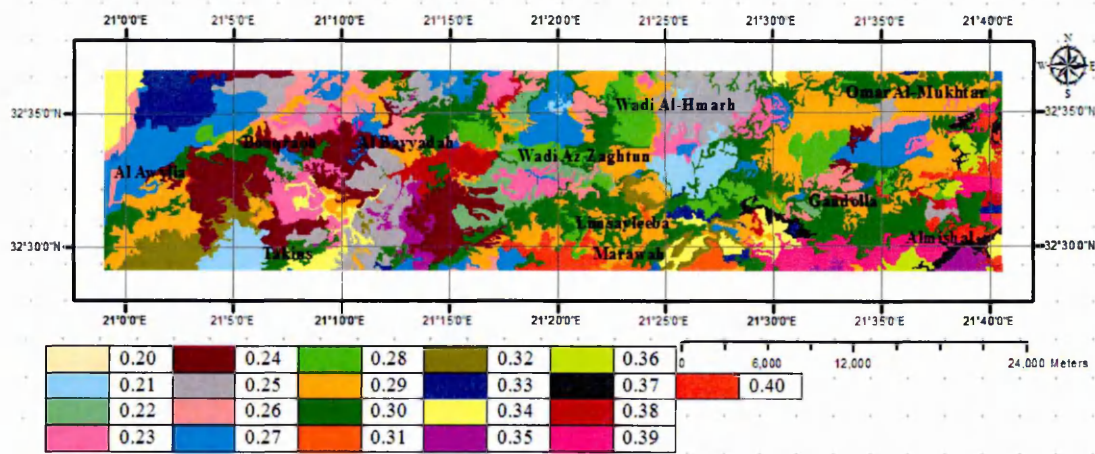 21°0'0"E 21°5'0"E 21°10'0"E 21°15'0"E 21°20'0"E 21°25'0"E 21°30'0"E 21°35'0"E 21°40'0"E
N
W E
S
32°35'0"N 32°35'0"N
Wadi Al-Hmarh
Omar Al-Mukhtar
Al Bayyadah
Wadi Az Zaghtun
Al Awylia
Gandolla
Almishal
32°30'0"N 32°30'0"N
Taknis
Marawah
21°0'0"E 21°5'0"E 21°10'0"E 21°15'0"E 21°20'0"E 21°25'0"E 21°30'0"E 21°35'0"E 21°40'0"E
0.20 0.24 0.28 0.32 0.36
0 6,000 12,000 24,000 Meters
0.21 0.25 0.29 0.33 0.37 0.40
0.22 0.26 0.30 0.34 0.38
0.23 0.27 0.31 0.35 0.39